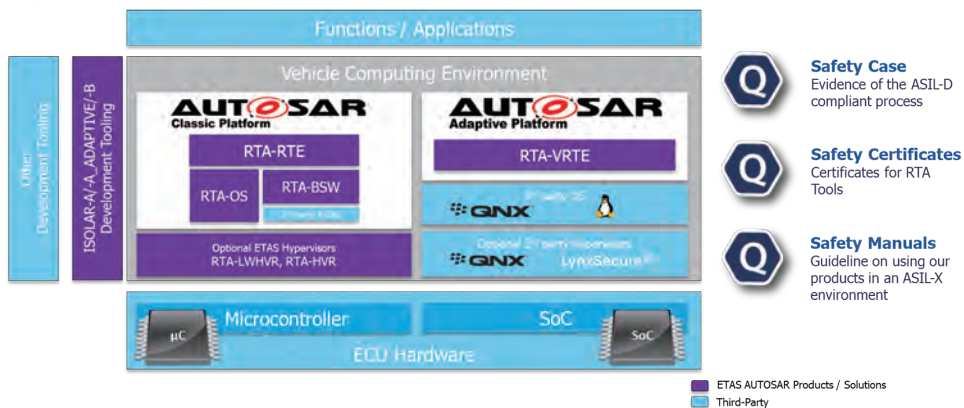 Functions / Applications
Other
Development Tooling
ISOLAR-A/-A_ADAPTIVE/-B
Development Tooling
Vehicle Computing Environment
AUTOSAR
Classic Platform
RTA-RTE
RTA-OS
RTA-BSW
Optional ETAS Hypervisors
RTA-LWHVR, RTA-HVR
AUTOSAR
Adaptive Platform
RTA-VRTE
QNX
Optional 3rd party Hypervisors
QNX LynxSecure
Microcontroller
SoC
µC
SoC
ECU Hardware
Q
Safety Case
Evidence of the ASIL-D
compliant process
Q
Safety Certificates
Certificates for RTA
Tools
Q
Safety Manuals
Guideline on using our
products in an ASIL-X
environment
ETAS AUTOSAR Products / Solutions
Third-Party